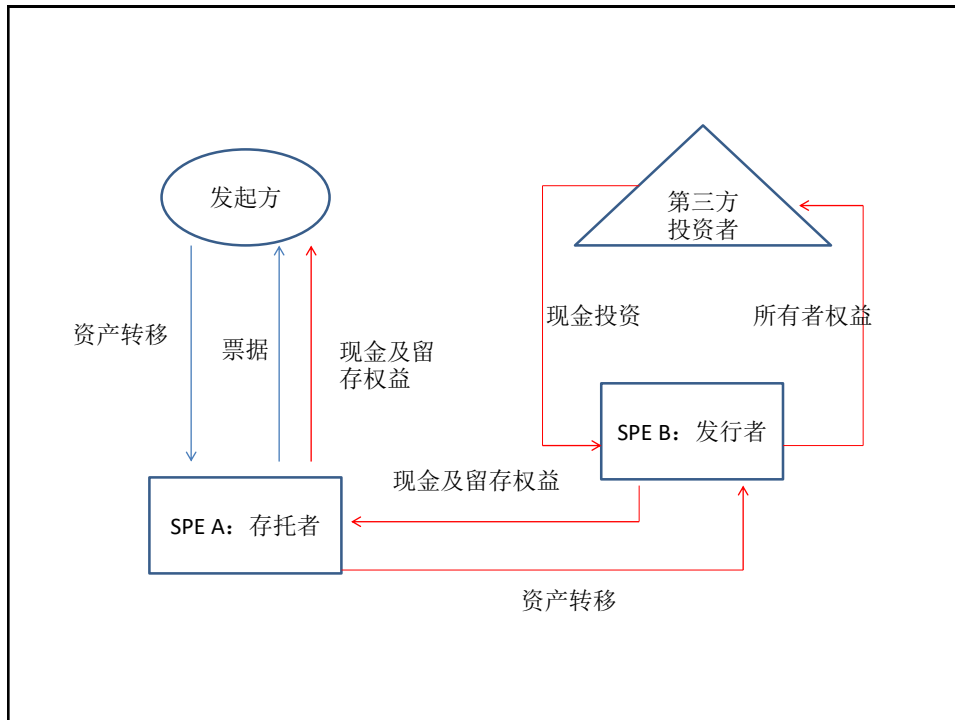 发起方
第三方
投资者
资产转移
票据
现金及留
存权益
现金投资
所有者权益
SPE A：存托者
SPE B：发行者
现金及留存权益
资产转移